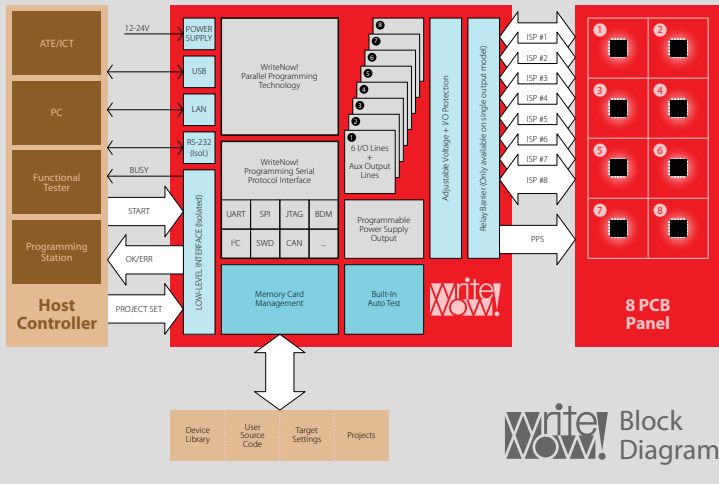 ATE/ICT
PC
Functional
Tester
Programming
Station
Host
Controller
12-24V
BUSY
START
OK/ERR
PROJECT SET
POWER
SUPPLY
USB
LAN
RS-232
(Isol.)
LOW-LEVEL INTERFACE (Isolated)
WriteNow!
Parallel Programming
Technology
WriteNow!
Programming Serial
Protocol Interface
UART SPI JTAG BDM
I²C SWD CAN ...
Memory Card
Management
8
7
6
5
4
3
2
1
6 I/O Lines
+
Aux Output
Lines
Programmable
Power Supply
Output
Built-In
Auto Test
Adjustable Voltage + I/O Protection
Relay Barrier (Only available on single output model)
Write
Now!
ISP #1
ISP #2
ISP #3
ISP #4
ISP #5
ISP #6
ISP #7
ISP #8
PPS
1 2
3 4
5 6
7 8
8 PCB
Panel
Device
Library
User
Source
Code
Target
Settings
Projects
Write
Now!
Block
Diagram